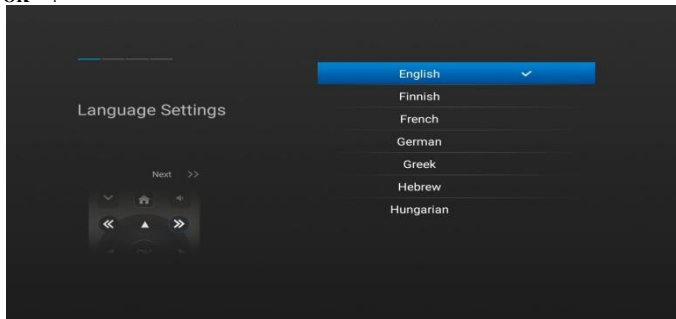 English
Finnish
Language Settings
French
German
Greek
Next >>
Hebrew
Hungarian